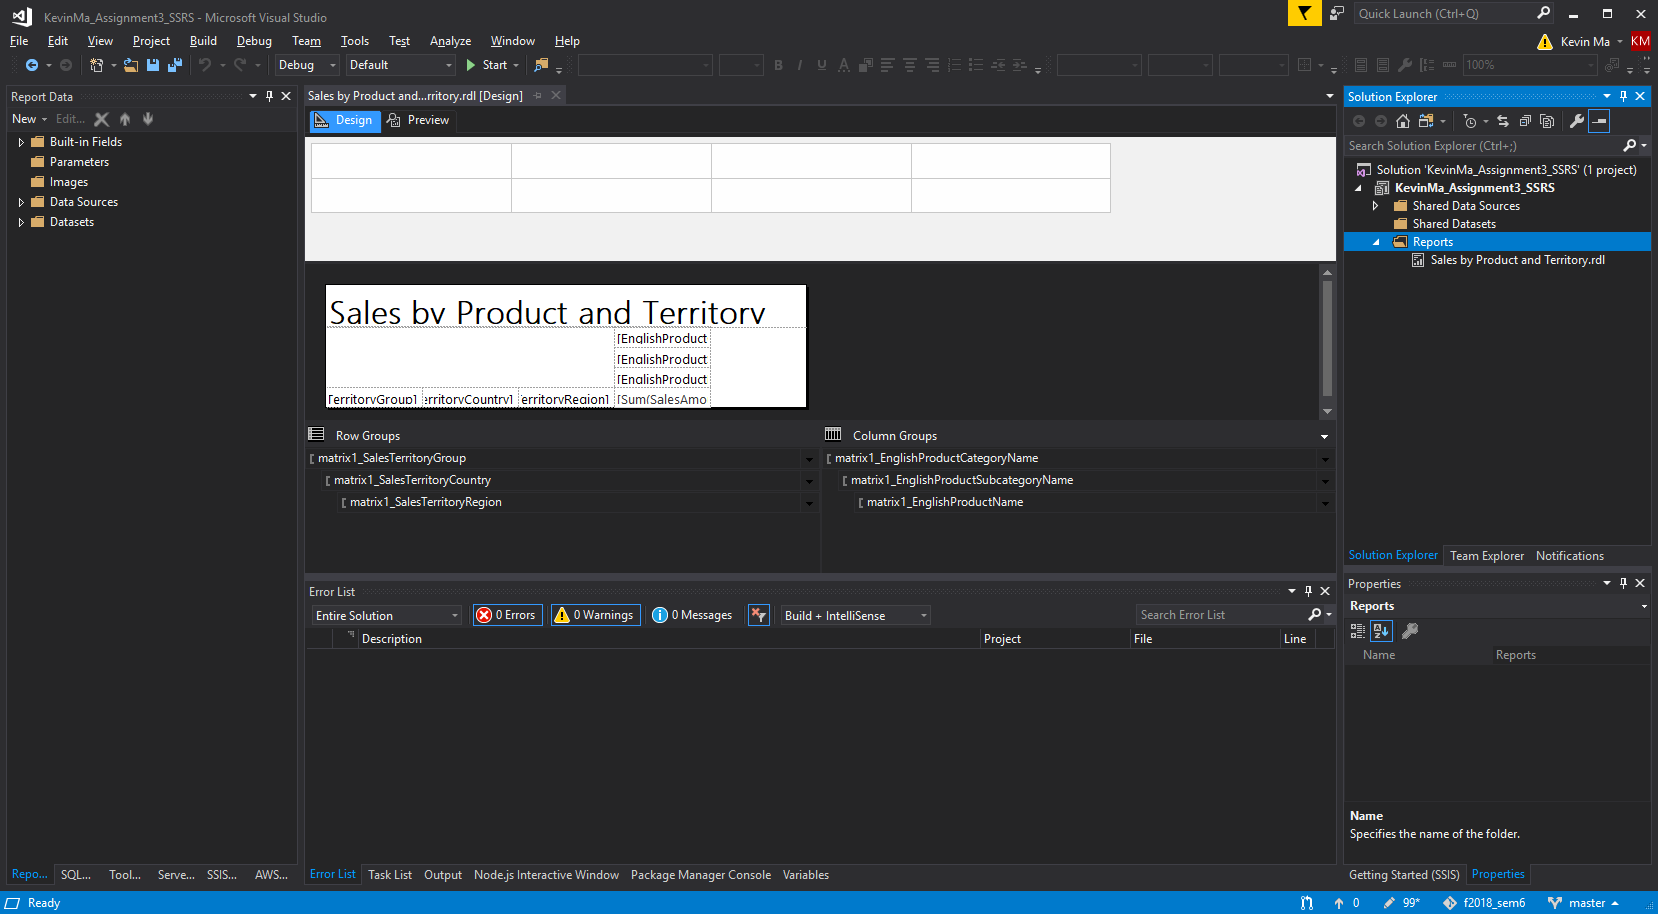 KevinMa_Assignment3_SSRS - Microsoft Visual Studio
Quick Launch (Ctrl+Q)
File Edit View Project Build Debug Team Tools Test Analyze Window Help
Kevin Ma KM
Debug Default Start B I U A 100%
Report Data
New Edit...
Built-in Fields
Parameters
Images
Data Sources
Datasets
Sales by Product and...rritory.rdl [Design]
Design Preview
Sales by Product and Territory
[EnglishProduct
[EnglishProduct
[EnglishProduct
[erritoryGroup] erritoryCountry] erritoryRegion] [Sum(SalesAmo
Row Groups
matrix1_SalesTerritoryGroup
matrix1_SalesTerritoryCountry
matrix1_SalesTerritoryRegion
Column Groups
matrix1_EnglishProductCategoryName
matrix1_EnglishProductSubcategoryName
matrix1_EnglishProductName
Error List
Entire Solution 0 Errors 0 Warnings 0 Messages Build + IntelliSense Search Error List
Description Project File Line
Solution Explorer
Search Solution Explorer (Ctrl+;)
Solution 'KevinMa_Assignment3_SSRS' (1 project)
KevinMa_Assignment3_SSRS
Shared Data Sources
Shared Datasets
Reports
Sales by Product and Territory.rdl
Solution Explorer Team Explorer Notifications
Properties
Reports
Name Reports
Name
Specifies the name of the folder.
Repo... SQL... Tool... Serve... SSIS... AWS...
Error List Task List Output Node.js Interactive Window Package Manager Console Variables
Getting Started (SSIS) Properties
Ready 0 99* f2018_sem6 master